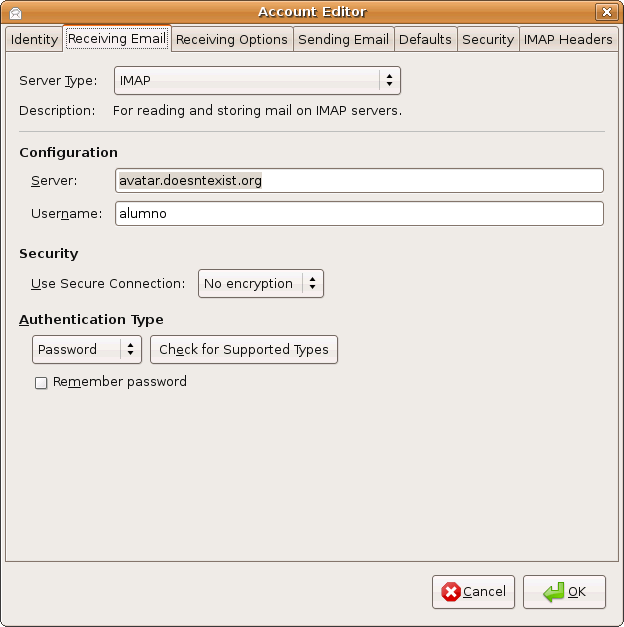 Account Editor
Identity Receiving Email Receiving Options Sending Email Defaults Security IMAP Headers
Server Type: IMAP
Description: For reading and storing mail on IMAP servers.
Configuration
Server: avatar.doesntexist.org
Username: alumno
Security
Use Secure Connection: No encryption
Authentication Type
Password Check for Supported Types
Remember password
Cancel OK